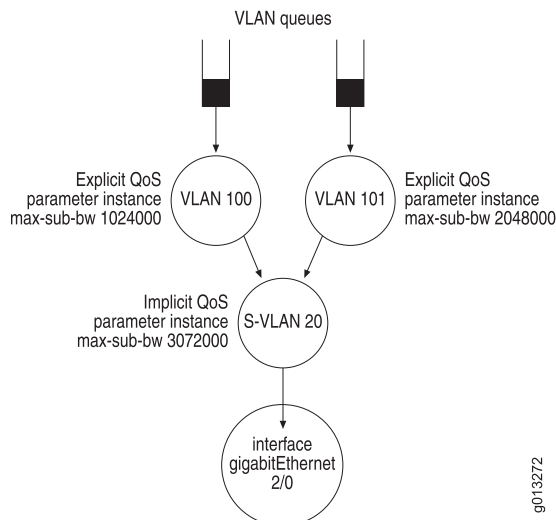 VLAN queues
Explicit QoS
parameter instance
max-sub-bw 1024000
VLAN 100
VLAN 101
Explicit QoS
parameter instance
max-sub-bw 2048000
Implicit QoS
parameter instance
max-sub-bw 3072000
S-VLAN 20
interface
gigabitEthernet
2/0
g013272